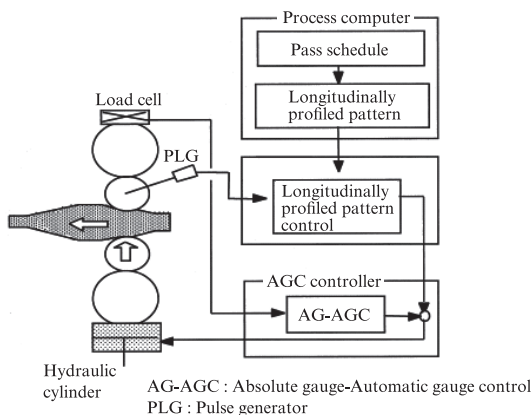 Process computer
Pass schedule
Longitudinally
profiled pattern
Load cell
PLG
Longitudinally
profiled pattern
control
AGC controller
AG-AGC
Hydraulic
cylinder
AG-AGC : Absolute gauge-Automatic gauge control
PLG : Pulse generator